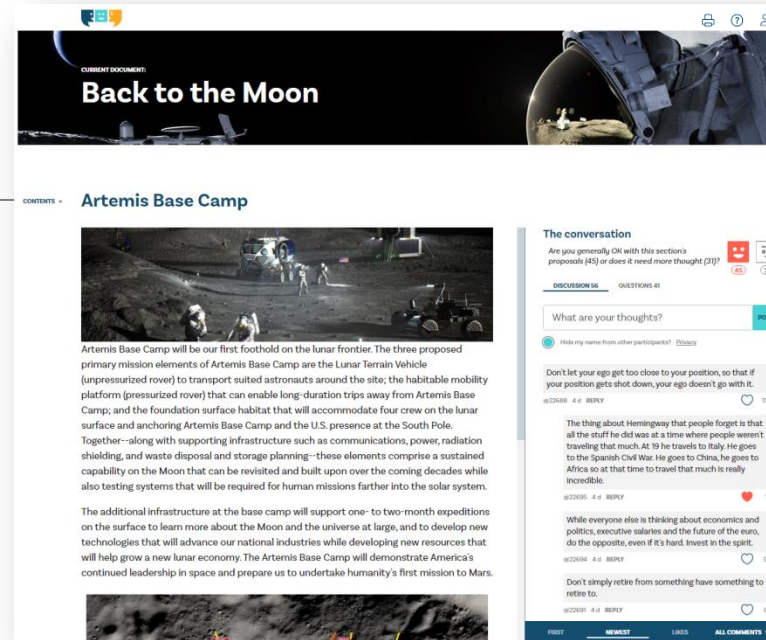 CURRENT DOCUMENT:
Back to the Moon
CONTENTS »
Artemis Base Camp
Artemis Base Camp will be our first foothold on the lunar frontier. The three proposed
primary mission elements of Artemis Base Camp are the Lunar Terrain Vehicle
(unpressurized rover) to transport suited astronauts around the site; the habitable mobility
platform (pressurized rover) that can enable long-duration trips away from Artemis Base
Camp; and the foundation surface habitat that will accommodate four crew on the lunar
surface and anchoring Artemis Base Camp and the U.S. presence at the South Pole.
Together--along with supporting infrastructure such as communications, power, radiation
shielding, and waste disposal and storage planning--these elements comprise a sustained
capability on the Moon that can be revisited and built upon over the coming decades while
also testing systems that will be required for human missions farther into the solar system.
The additional infrastructure at the base camp will support one- to two-month expeditions
on the surface to learn more about the Moon and the universe at large, and to develop new
technologies that will advance our national industries while developing new resources that
will help grow a new lunar economy. The Artemis Base Camp will demonstrate America's
continued leadership in space and prepare us to undertake humanity's first mission to Mars.
The conversation
Are you generally OK with this section's
proposals (45) or does it need more thought (31)?
45
DISCUSSION 56 QUESTIONS 41
What are your thoughts?
Hide my name from other participants? Privacy
Don't let your ego get too close to your position, so that if
your position gets shot down, your ego doesn't go with it.
@22686 4 d REPLY
The thing about Hemingway that people forget is that
all the stuff he did was at a time where people weren't
traveling that much. At 19 he travels to Italy. He goes
to the Spanish Civil War. He goes to China, he goes to
Africa so at that time to travel that much is really
incredible.
@22695 4 d REPLY
While everyone else is thinking about economics and
politics, executive salaries and the future of the euro,
do the opposite, even if it's hard. Invest in the spirit.
@22694 4 d REPLY
Don't simply retire from something have something to
retire to.
@22691 4 d REPLY
FIRST NEWEST LIKES ALL COMMENTS